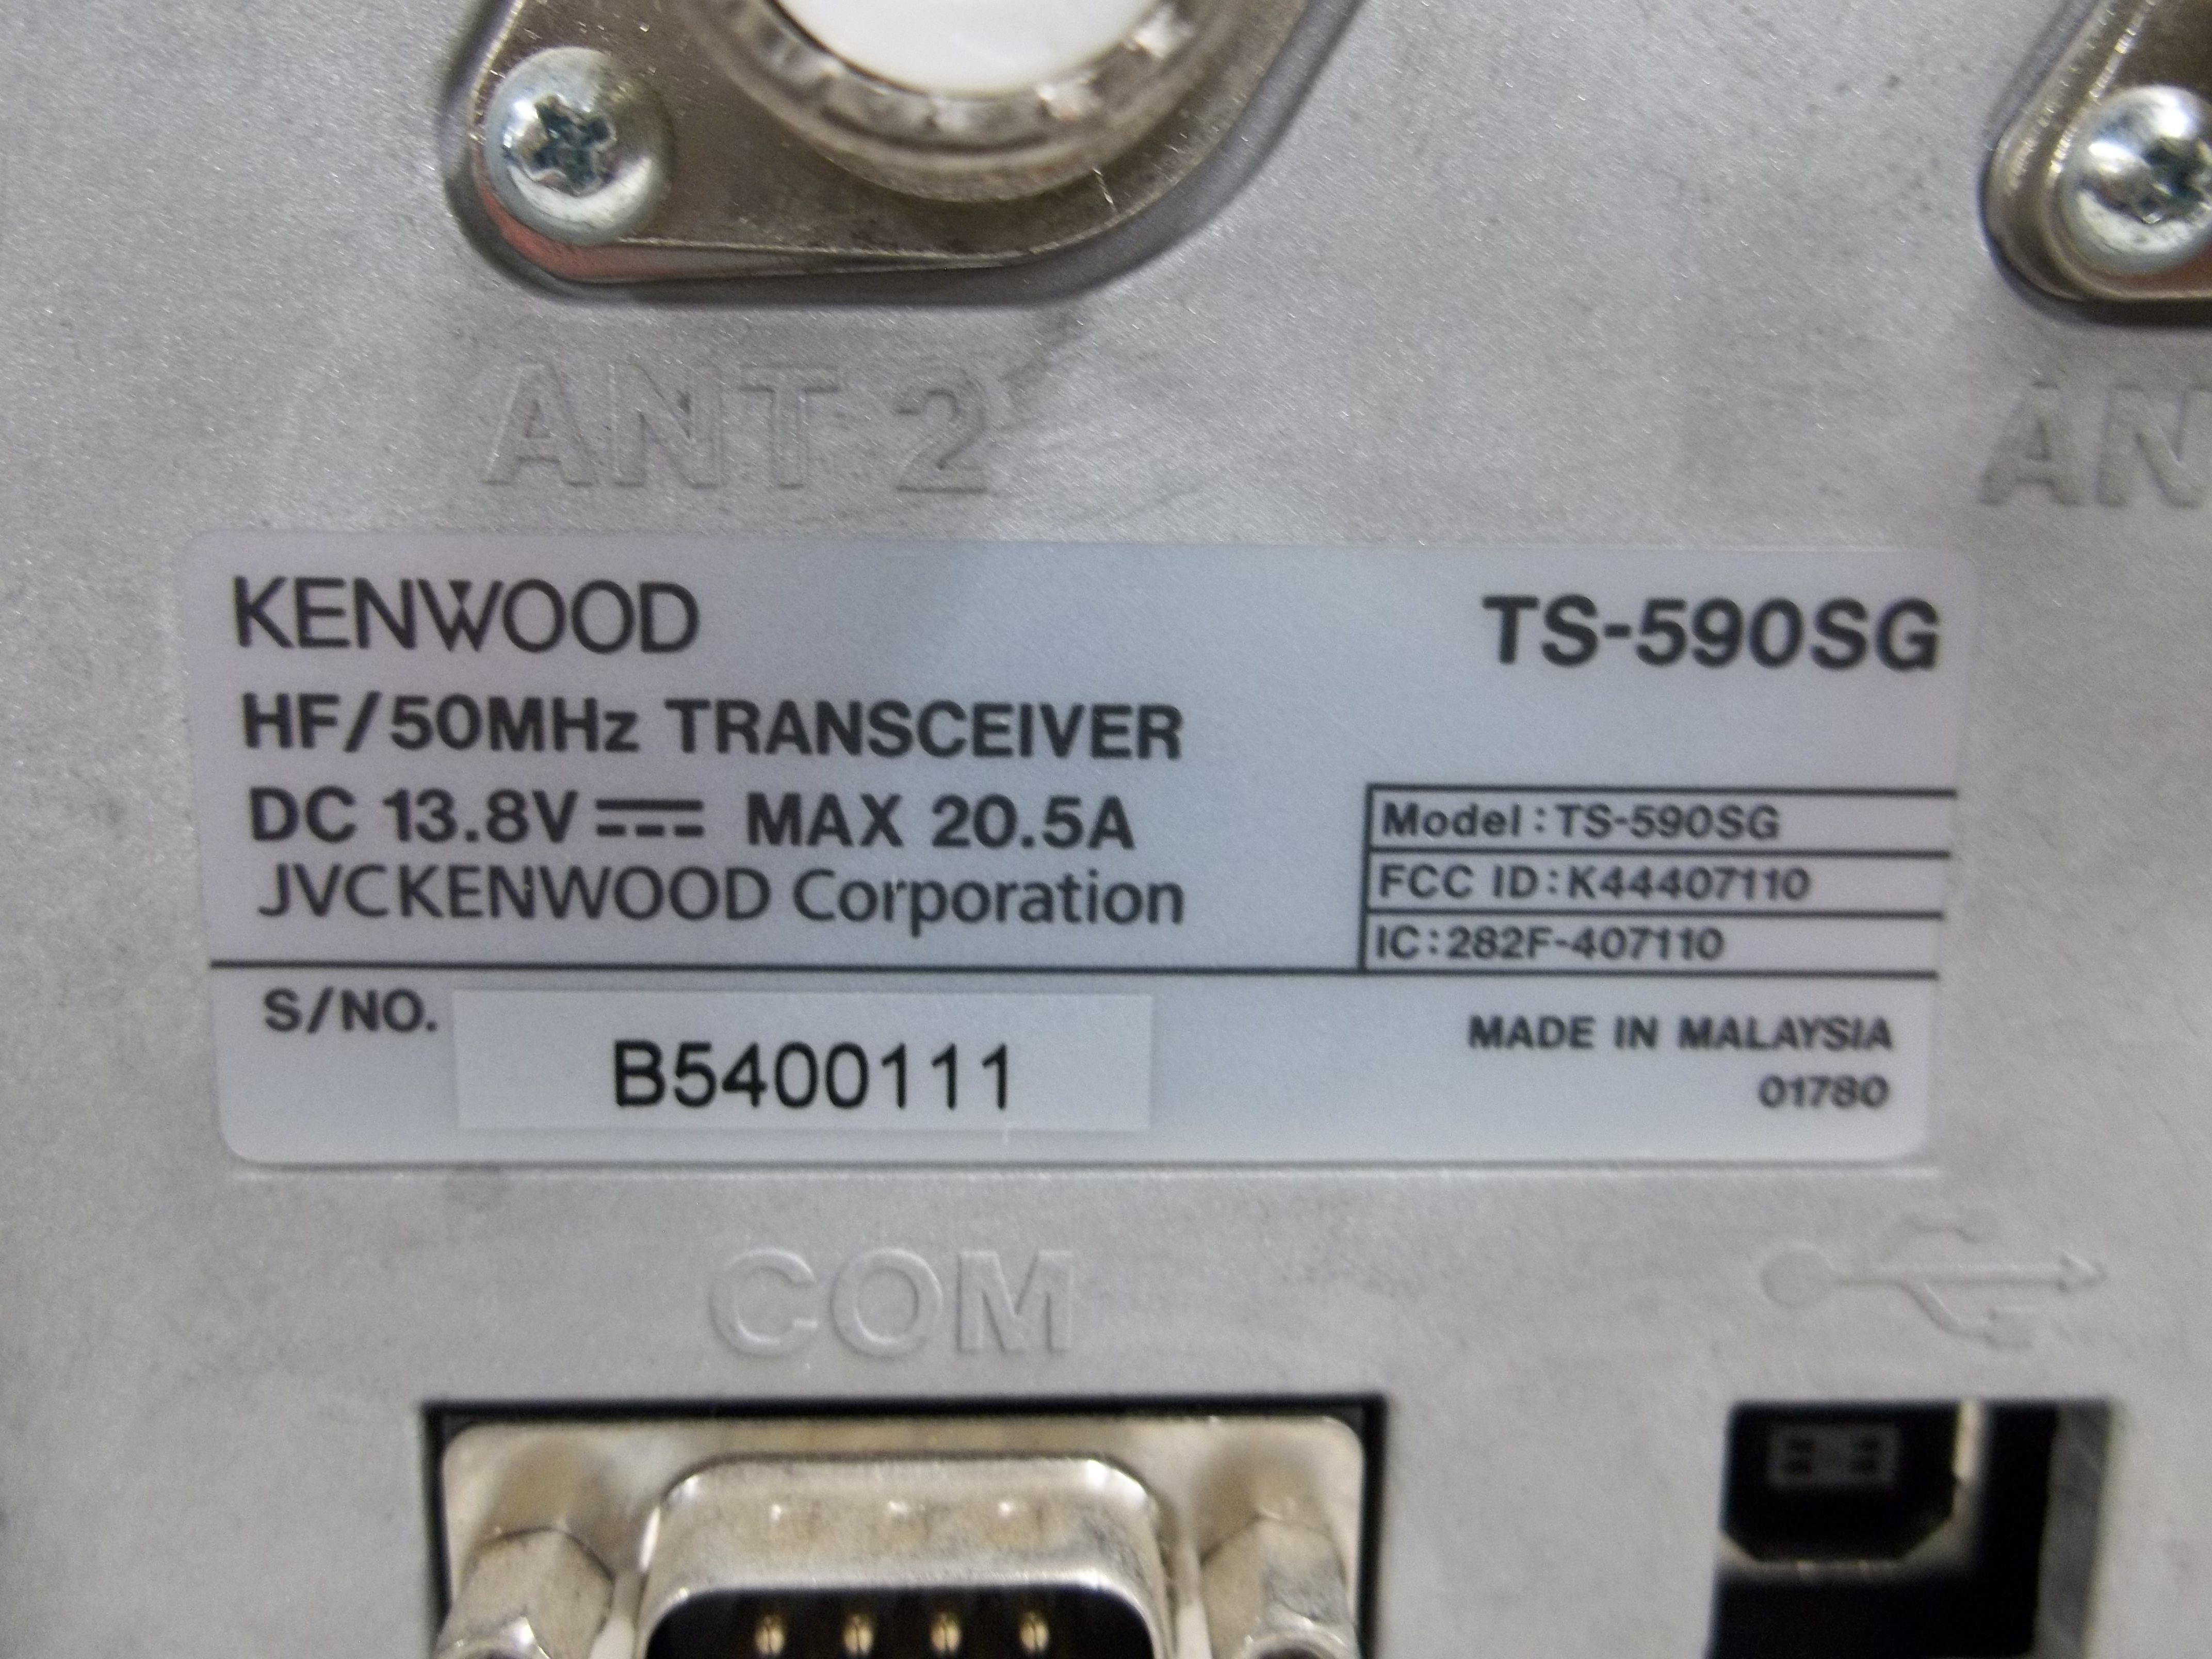 ANT 2
AN
KENWOOD
TS-590SG
HF/50MHz TRANSCEIVER
DC 13.8V MAX 20.5A
JVCKENWOOD Corporation
Model:TS-590SG
FCC ID:K44407110
IC:282F-407110
S/NO.
B5400111
MADE IN MALAYSIA
01780
COM